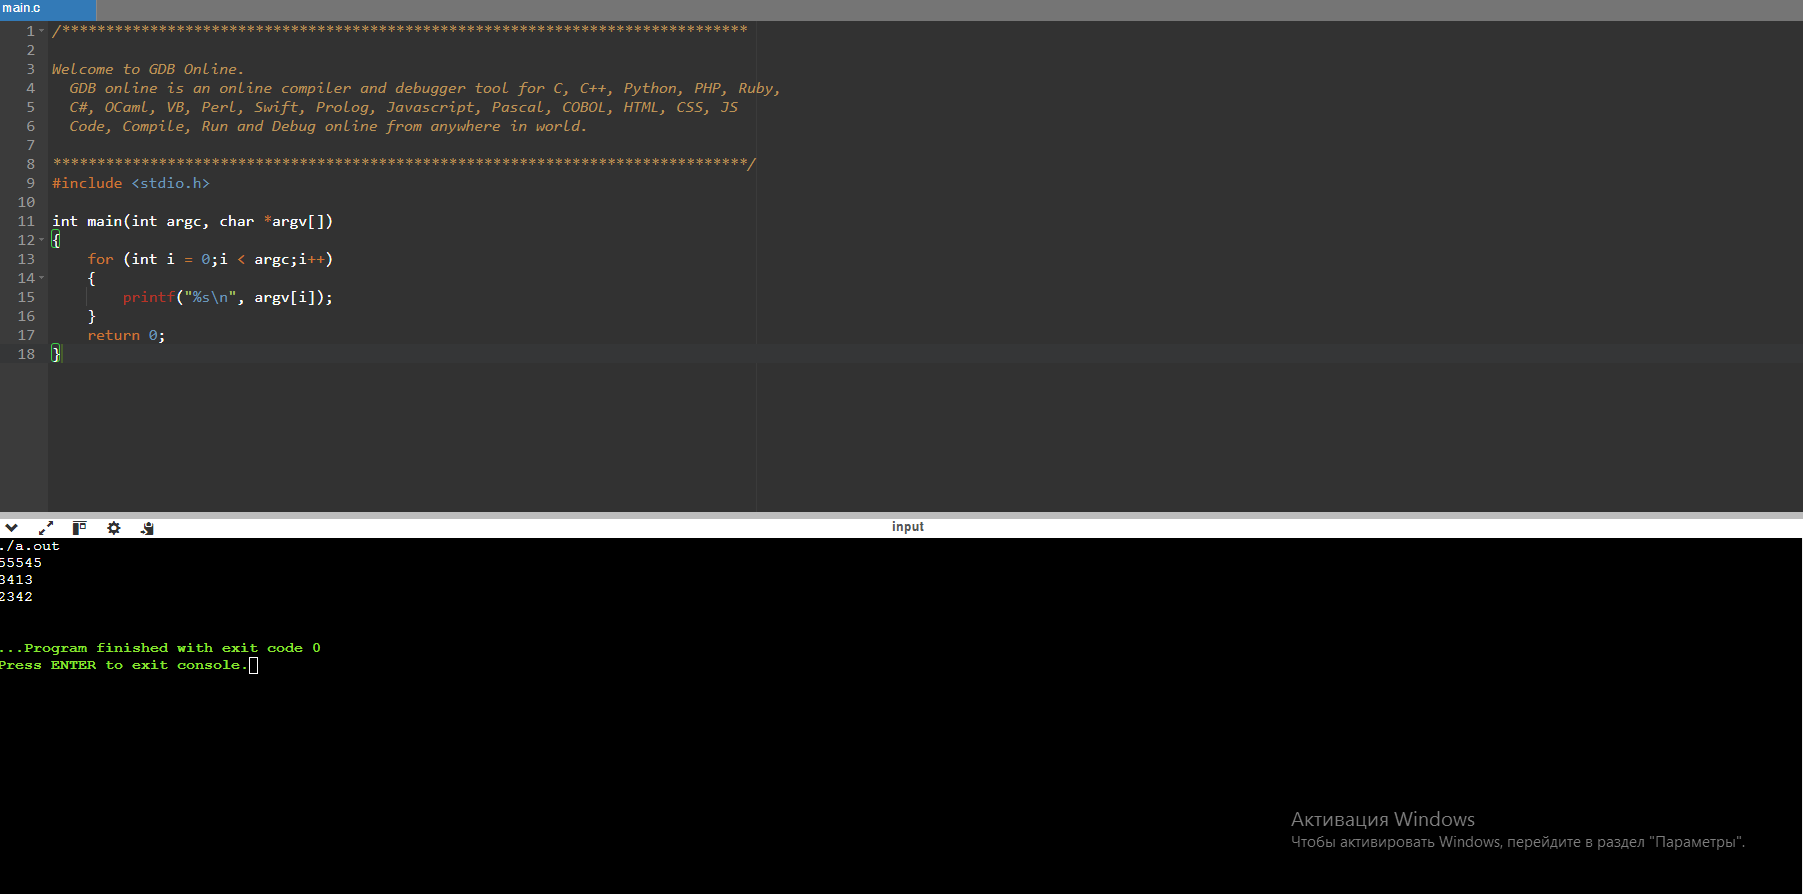 main.c
1 /******************************************************************************
2
3 Welcome to GDB Online.
4   GDB online is an online compiler and debugger tool for C, C++, Python, PHP, Ruby,
5   C#, OCaml, VB, Perl, Swift, Prolog, Javascript, Pascal, COBOL, HTML, CSS, JS
6   Code, Compile, Run and Debug online from anywhere in world.
7
8 *******************************************************************************/
9 #include <stdio.h>
10
11 int main(int argc, char *argv[])
12 {
13     for (int i = 0;i < argc;i++)
14     {
15         printf("%s\n", argv[i]);
16     }
17     return 0;
18 }
input
./a.out
55545
3413
2342
...Program finished with exit code 0
Press ENTER to exit console.
Активация Windows
Чтобы активировать Windows, перейдите в раздел "Параметры".